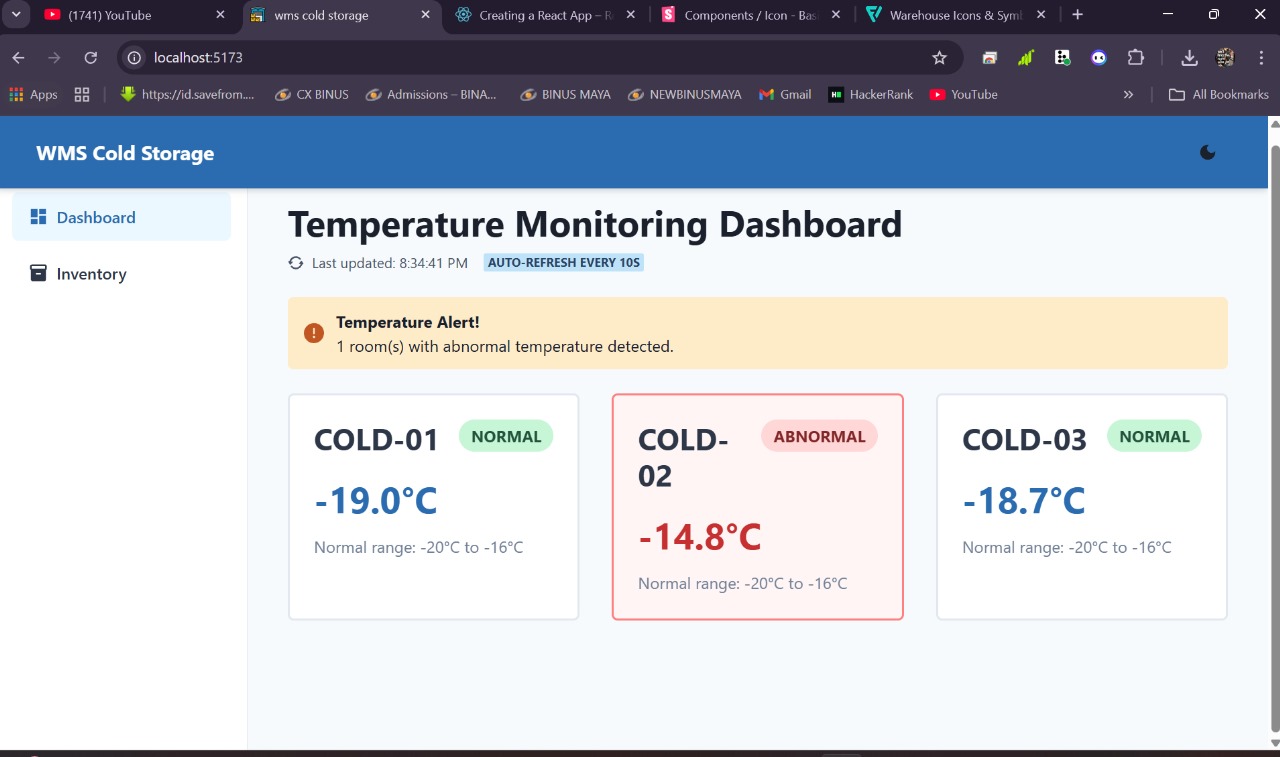 (1741) YouTube
wms cold storage
Creating a React App – R
Components / Icon - Bas
Warehouse Icons & Symb
localhost:5173
Apps
https://id.savefrom....
CX BINUS
Admissions – BINA...
BINUS MAYA
NEWBINUSMAYA
Gmail
HackerRank
YouTube
All Bookmarks
WMS Cold Storage
Dashboard
Inventory
Temperature Monitoring Dashboard
Last updated: 8:34:41 PM AUTO-REFRESH EVERY 10S
Temperature Alert!
1 room(s) with abnormal temperature detected.
COLD-01 NORMAL
-19.0°C
Normal range: -20°C to -16°C
COLD- ABNORMAL
02
-14.8°C
Normal range: -20°C to -16°C
COLD-03 NORMAL
-18.7°C
Normal range: -20°C to -16°C